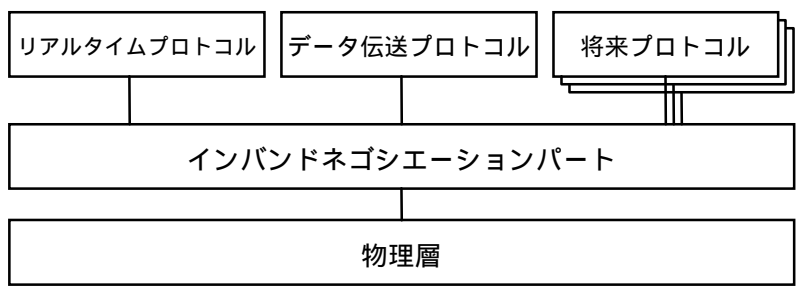 リアルタイムプロトコル
データ伝送プロトコル
将来プロトコル
インバンドネゴシエーションパート
物理層